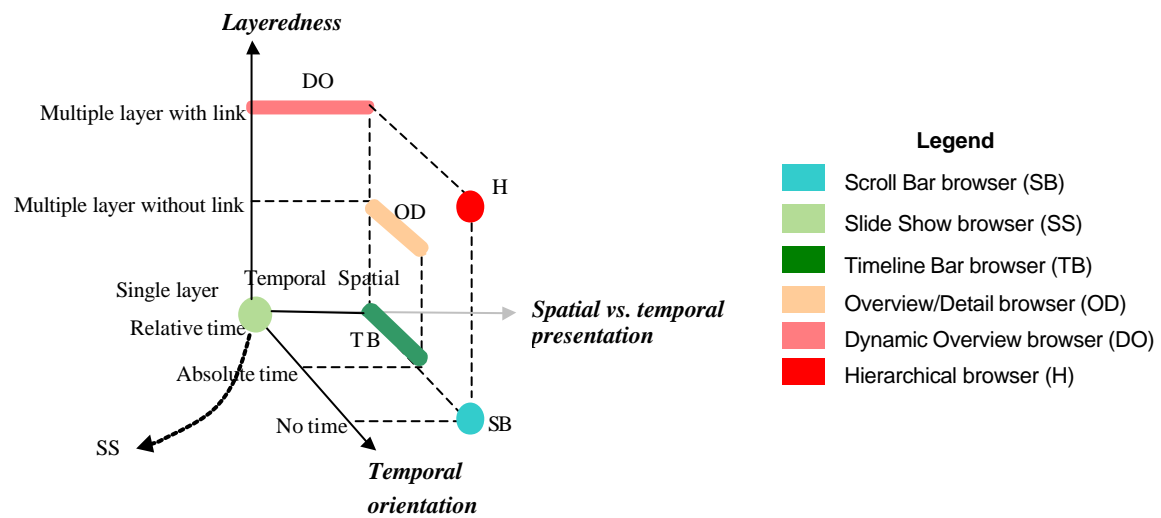 Layeredness
DO
Multiple layer with link
H
Multiple layer without link
OD
Temporal Spatial
Single layer
Relative time
Spatial vs. temporal
presentation
TB
Absolute time
No time
SB
SS
Temporal
orientation
Legend
Scroll Bar browser (SB)
Slide Show browser (SS)
Timeline Bar browser (TB)
Overview/Detail browser (OD)
Dynamic Overview browser (DO)
Hierarchical browser (H)